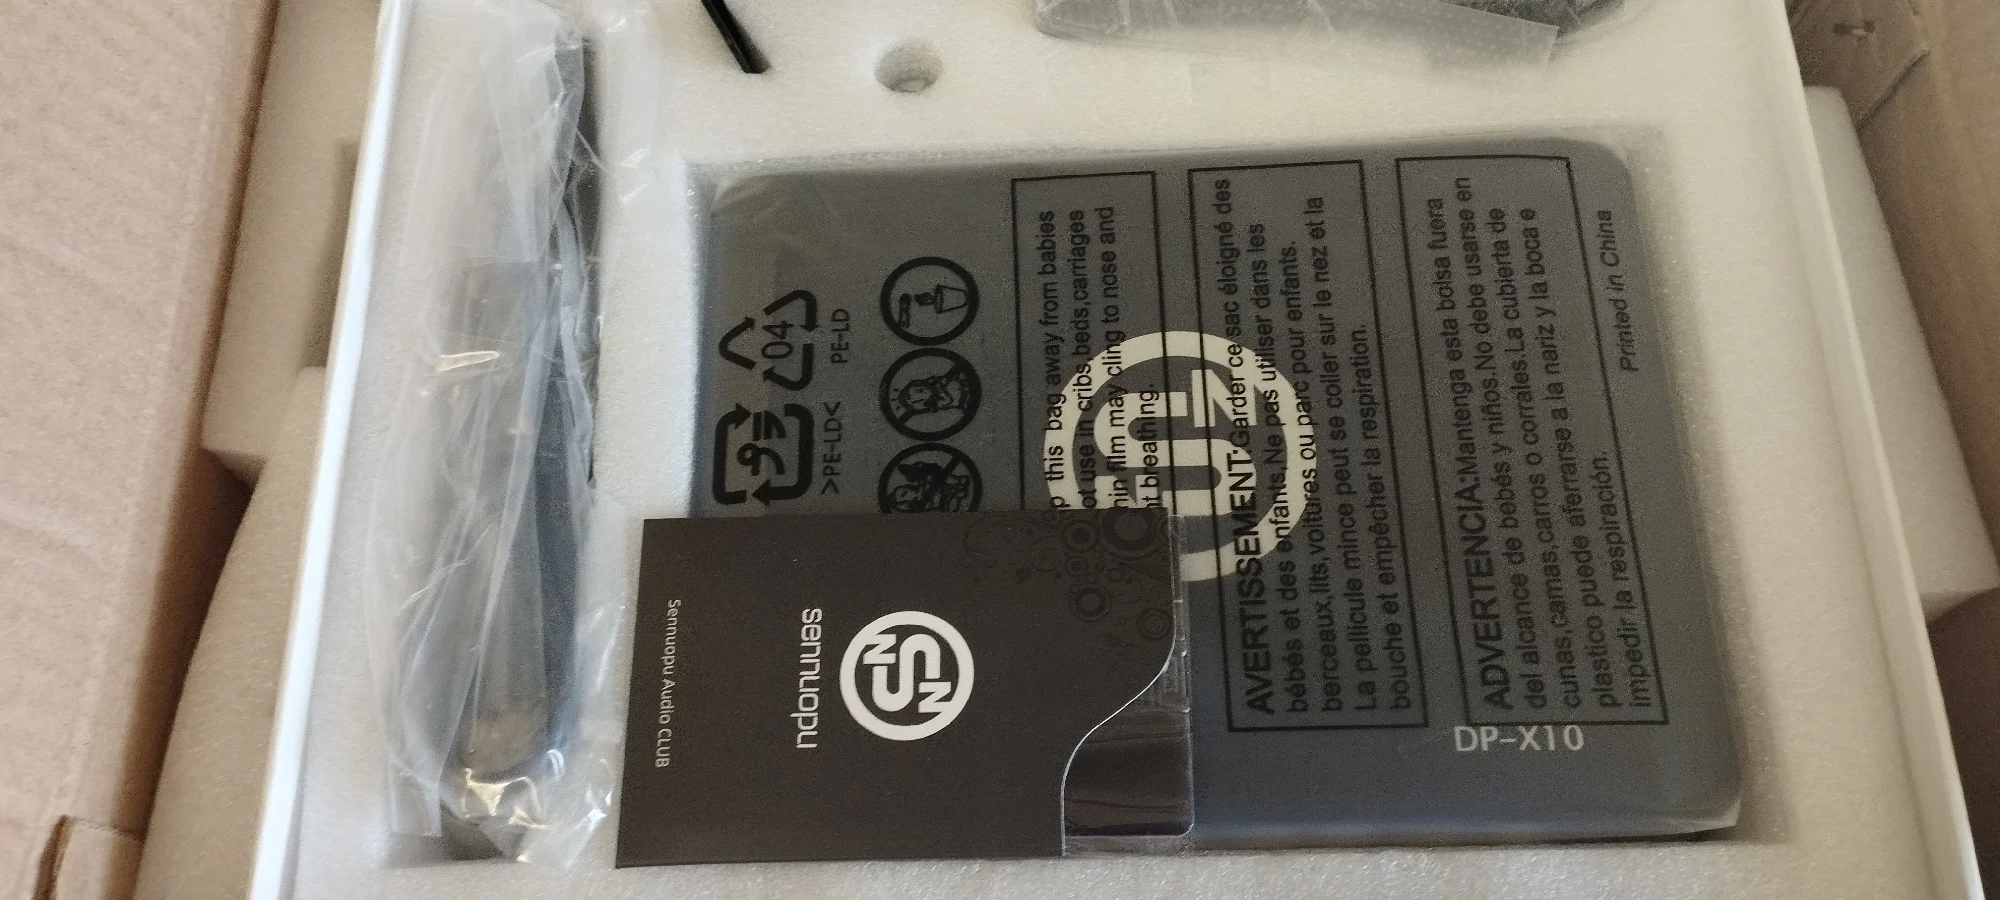 04
PE-LD
>PE-LD<
this bag away from babies
use in cribs,beds,carriages
film may cling to nose and
breathing.
AVERTISSEMENT:Garder ce sac éloigné des
bébés et des enfants,Ne pas utiliser dans les
berceaux,lits,voitures ou parc pour enfants.
La pellicule mince peut se coller sur le nez et la
bouche et empêcher la respiration.
ADVERTENCIA:Mantenga esta bolsa fuera
del alcance de bebés y niños.No debe usarse en
cunas,camas,carros o corrales.La cubierta de
plastico puede aferrarse a la nariz y la boca e
impedir la respiración.
Printed in China
DP-X10
sennuopu
Sennuopu Audio CLUB